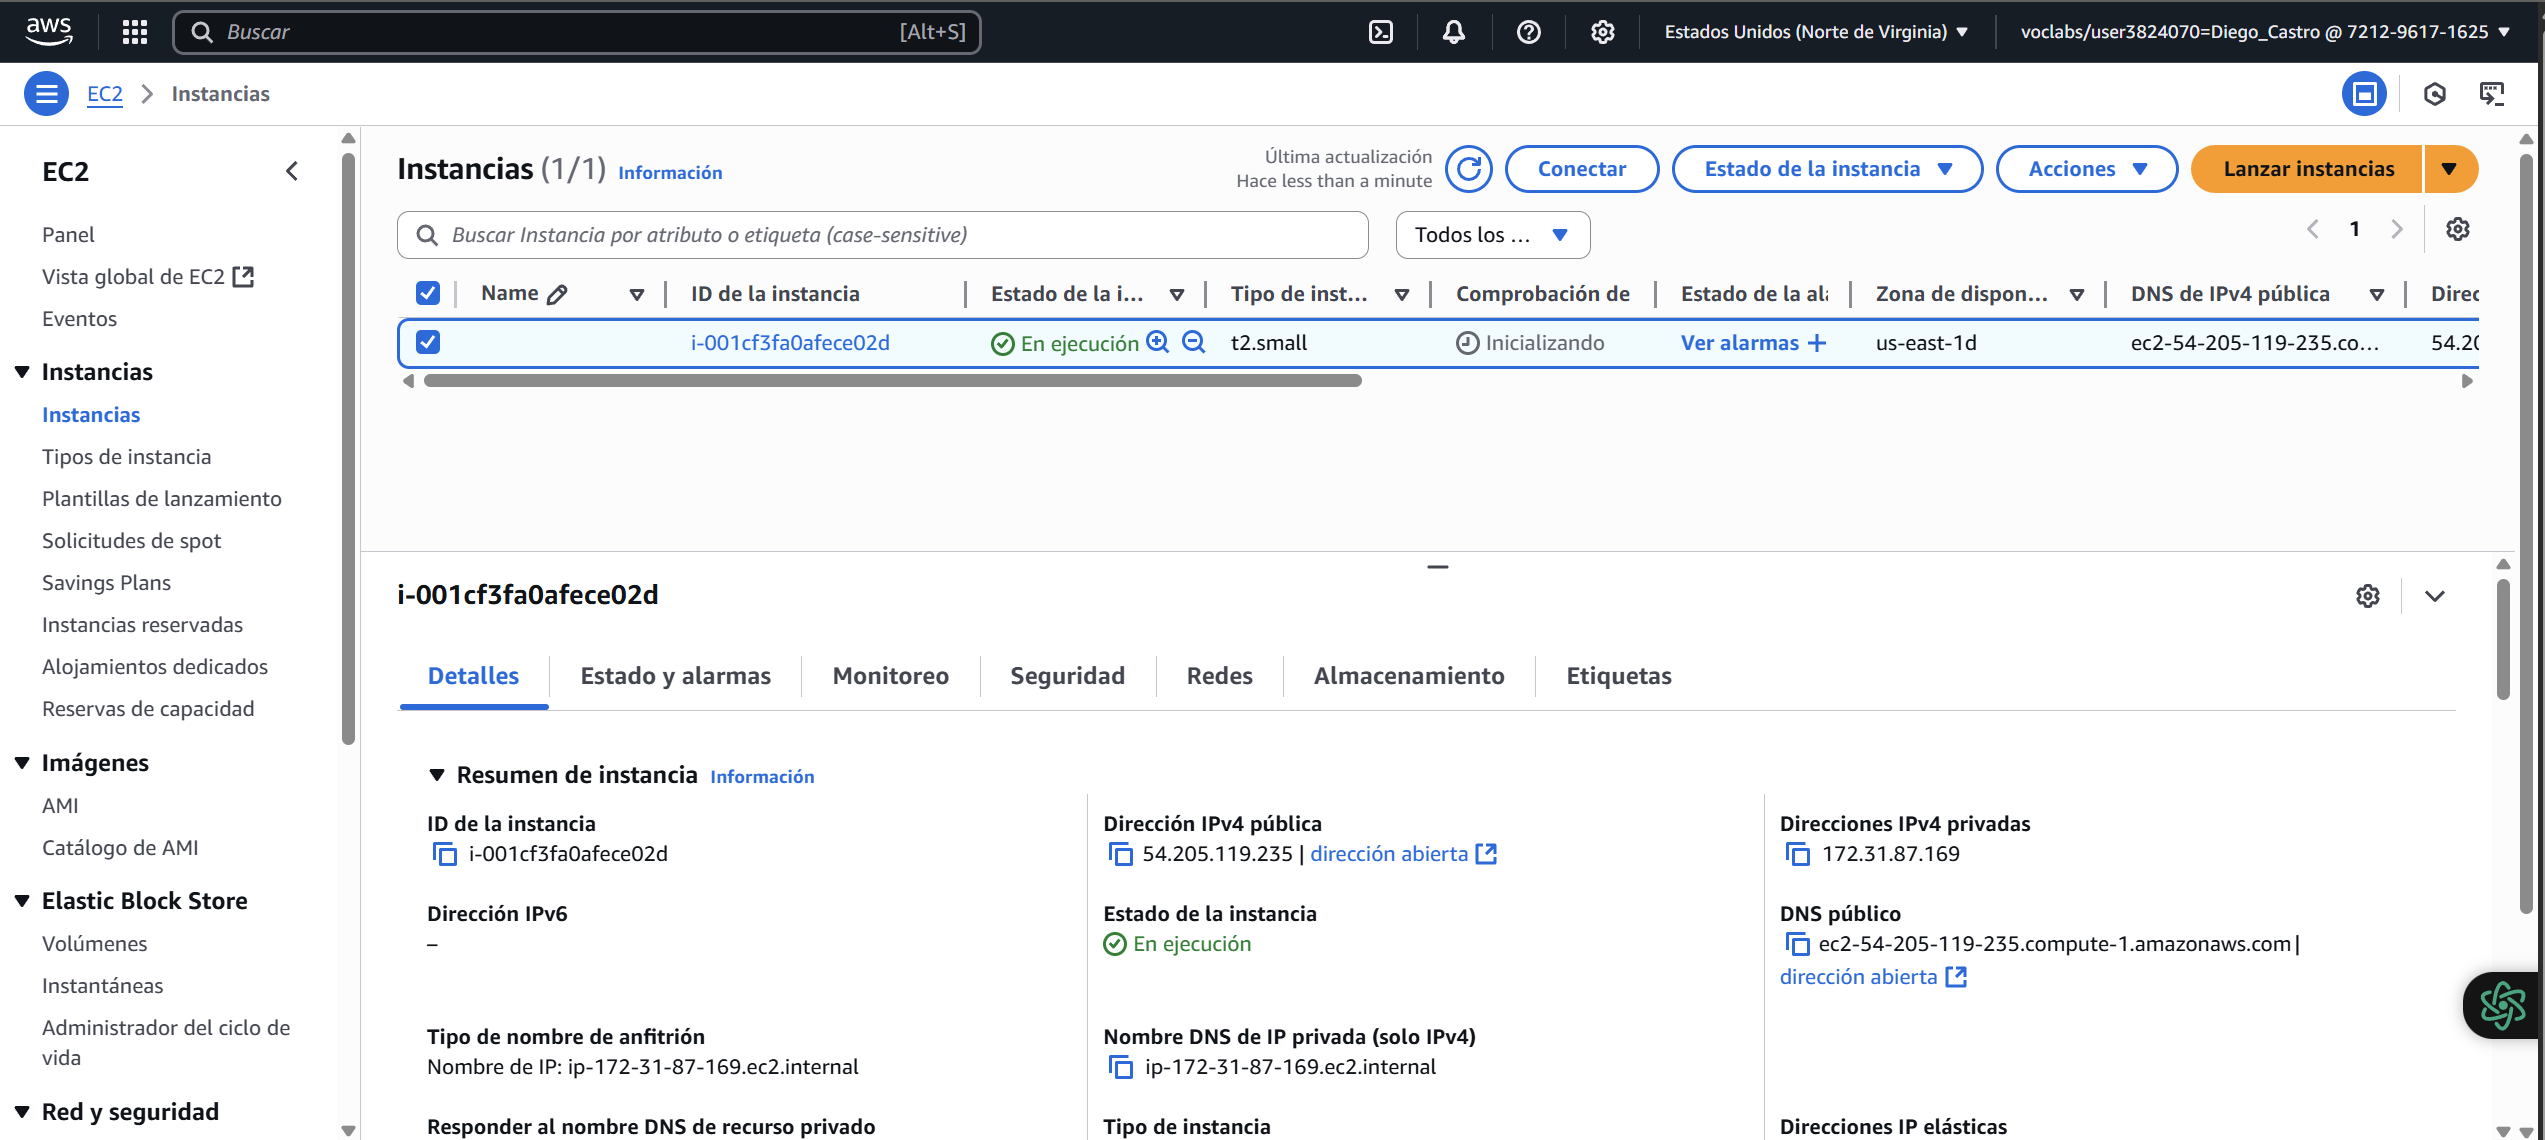 aws
Buscar [Alt+S]
Estados Unidos (Norte de Virginia)
voclabs/user3824070=Diego_Castro @ 7212-9617-1625
EC2 Instancias
EC2
Panel
Vista global de EC2
Eventos
Instancias
Instancias
Tipos de instancia
Plantillas de lanzamiento
Solicitudes de spot
Savings Plans
Instancias reservadas
Alojamientos dedicados
Reservas de capacidad
Imágenes
AMI
Catálogo de AMI
Elastic Block Store
Volúmenes
Instantáneas
Administrador del ciclo de
vida
Red y seguridad
Instancias (1/1) Información
Última actualización
Hace less than a minute
Conectar
Estado de la instancia
Acciones
Lanzar instancias
Buscar Instancia por atributo o etiqueta (case-sensitive)
Todos los ...
1
Name ID de la instancia Estado de la i... Tipo de inst... Comprobación de Estado de la ala Zona de dispon... DNS de IPv4 pública Direc
i-001cf3fa0afece02d En ejecución t2.small Inicializando Ver alarmas + us-east-1d ec2-54-205-119-235.co... 54.20
i-001cf3fa0afece02d
Detalles Estado y alarmas Monitoreo Seguridad Redes Almacenamiento Etiquetas
Resumen de instancia Información
ID de la instancia
i-001cf3fa0afece02d
Dirección IPv4 pública
54.205.119.235 | dirección abierta
Direcciones IPv4 privadas
172.31.87.169
Dirección IPv6
–
Estado de la instancia
En ejecución
DNS público
ec2-54-205-119-235.compute-1.amazonaws.com |
dirección abierta
Tipo de nombre de anfitrión
Nombre de IP: ip-172-31-87-169.ec2.internal
Nombre DNS de IP privada (solo IPv4)
ip-172-31-87-169.ec2.internal
Responder al nombre DNS de recurso privado
Tipo de instancia
Direcciones IP elásticas